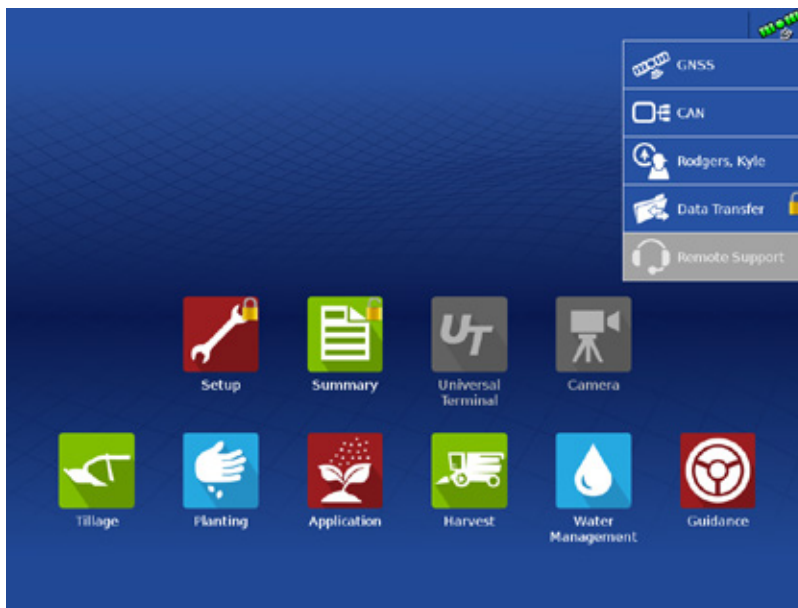 GNSS
CAN
Rodgers, Kyle
Data Transfer
Remote Support
UT
Setup
Summary
Universal
Terminal
Camera
Tillage
Planting
Application
Harvest
Water
Management
Guidance